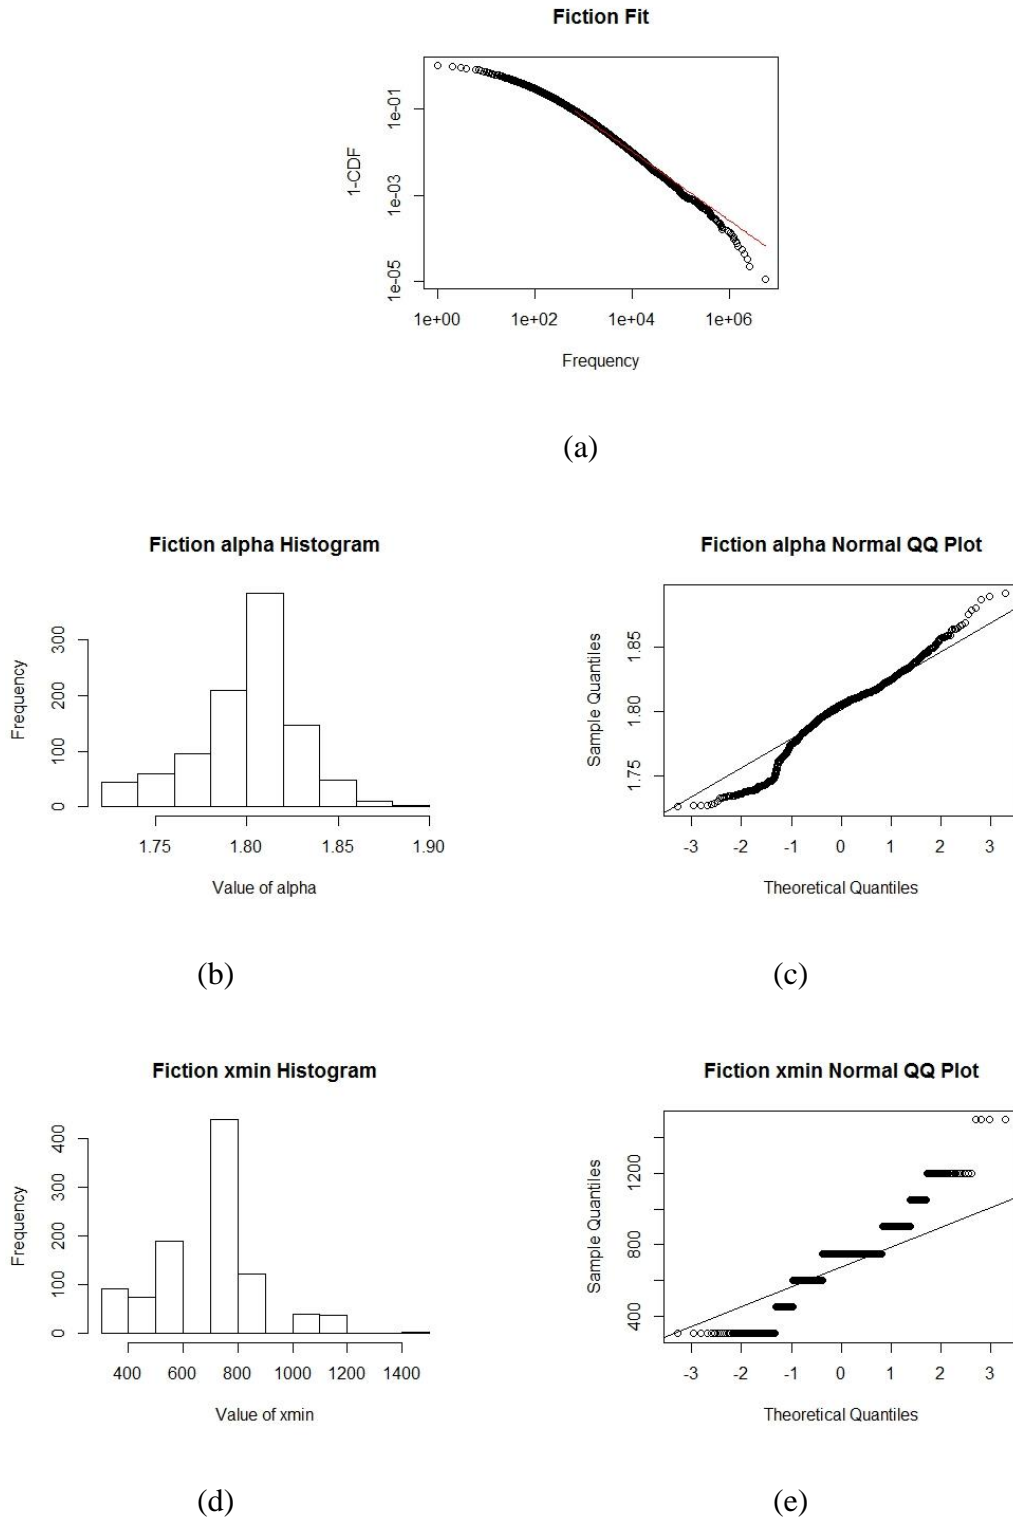 Fiction Fit
1-CDF
1e-01
1e-03
1e-05
1e+00 1e+02 1e+04 1e+06
Frequency
(a)
Fiction alpha Histogram
Frequency
300
200
100
0
1.75 1.80 1.85 1.90
Value of alpha
(b)
Fiction alpha Normal QQ Plot
Sample Quantiles
1.85
1.80
1.75
-3 -2 -1 0 1 2 3
Theoretical Quantiles
(c)
Fiction xmin Histogram
Frequency
400
300
200
100
0
400 600 800 1000 1200 1400
Value of xmin
(d)
Fiction xmin Normal QQ Plot
Sample Quantiles
1200
800
400
-3 -2 -1 0 1 2 3
Theoretical Quantiles
(e)